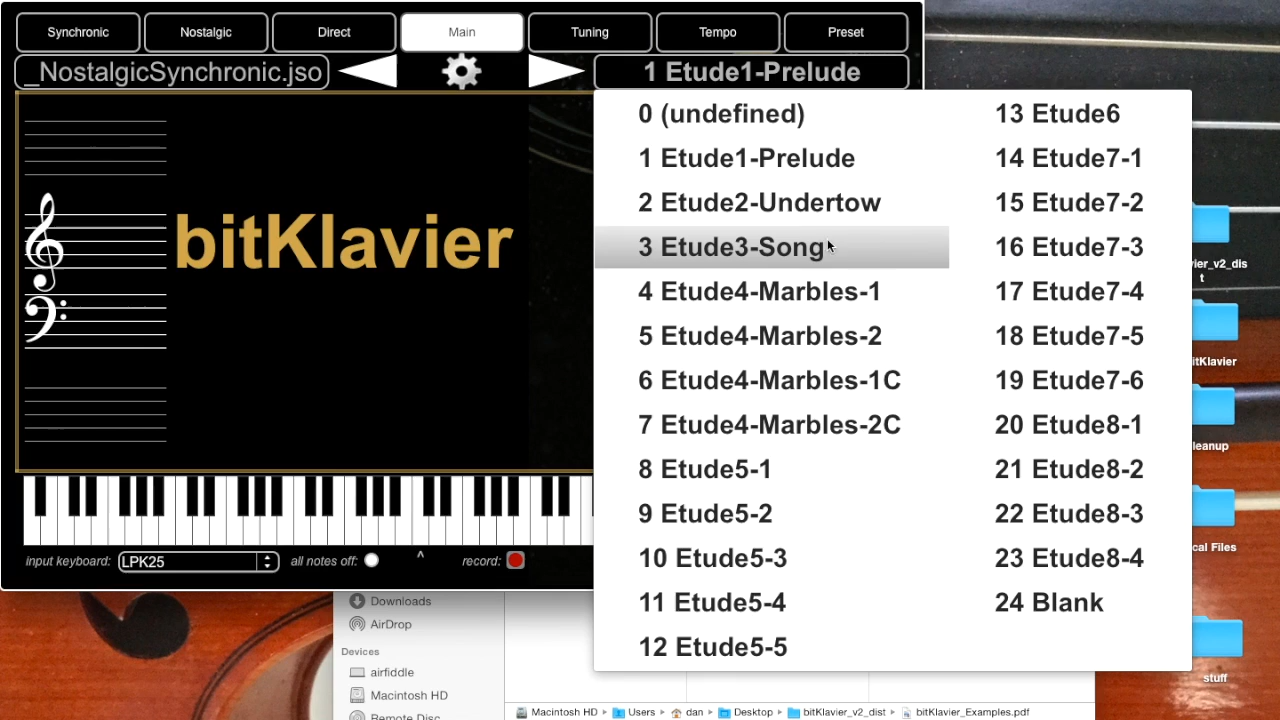 Synchronic
Nostalgic
Direct
Main
Tuning
Tempo
Preset
_NostalgicSynchronic.jso
1 Etude1-Prelude
bitKlavier
0 (undefined)
1 Etude1-Prelude
2 Etude2-Undertow
3 Etude3-Song
4 Etude4-Marbles-1
5 Etude4-Marbles-2
6 Etude4-Marbles-1C
7 Etude4-Marbles-2C
8 Etude5-1
9 Etude5-2
10 Etude5-3
11 Etude5-4
12 Etude5-5
13 Etude6
14 Etude7-1
15 Etude7-2
16 Etude7-3
17 Etude7-4
18 Etude7-5
19 Etude7-6
20 Etude8-1
21 Etude8-2
22 Etude8-3
23 Etude8-4
24 Blank
input keyboard: LPK25
all notes off:
^
record:
vier_v2_dis
t
itKlavier
leanup
cal Files
stuff
Downloads
AirDrop
Devices
airfiddle
Macintosh HD
Remote Disc
Macintosh HD ▸ Users ▸ dan ▸ Desktop ▸ bitKlavier_v2_dist ▸ bitKlavier_Examples.pdf